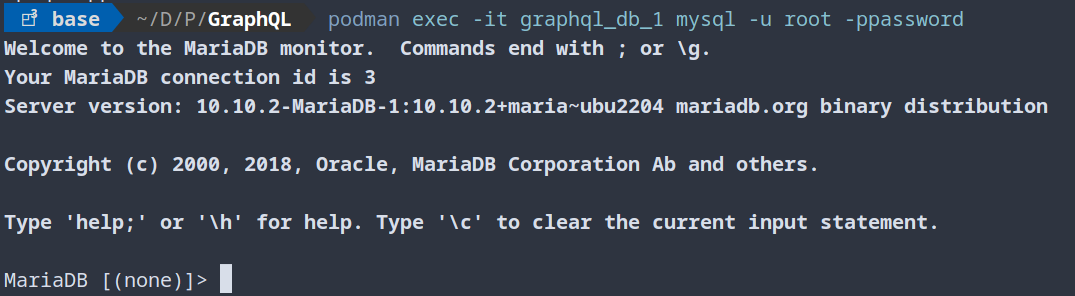 base ~/D/P/GraphQL podman exec -it graphql_db_1 mysql -u root -ppassword
Welcome to the MariaDB monitor.  Commands end with ; or \g.
Your MariaDB connection id is 3
Server version: 10.10.2-MariaDB-1:10.10.2+maria~ubu2204 mariadb.org binary distribution
Copyright (c) 2000, 2018, Oracle, MariaDB Corporation Ab and others.
Type 'help;' or '\h' for help. Type '\c' to clear the current input statement.
MariaDB [(none)]>